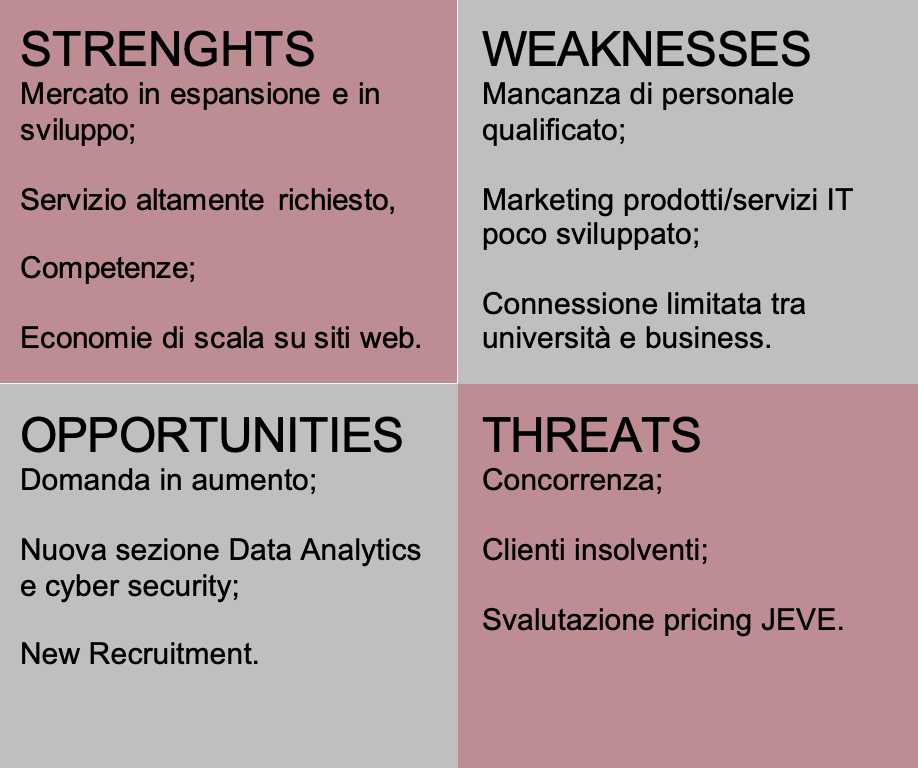 STRENGHTS
Mercato in espansione e in
sviluppo;
Servizio altamente richiesto,
Competenze;
Economie di scala su siti web.
WEAKNESSES
Mancanza di personale
qualificato;
Marketing prodotti/servizi IT
poco sviluppato;
Connessione limitata tra
università e business.
OPPORTUNITIES
Domanda in aumento;
Nuova sezione Data Analytics
e cyber security;
New Recruitment.
THREATS
Concorrenza;
Clienti insolventi;
Svalutazione pricing JEVE.